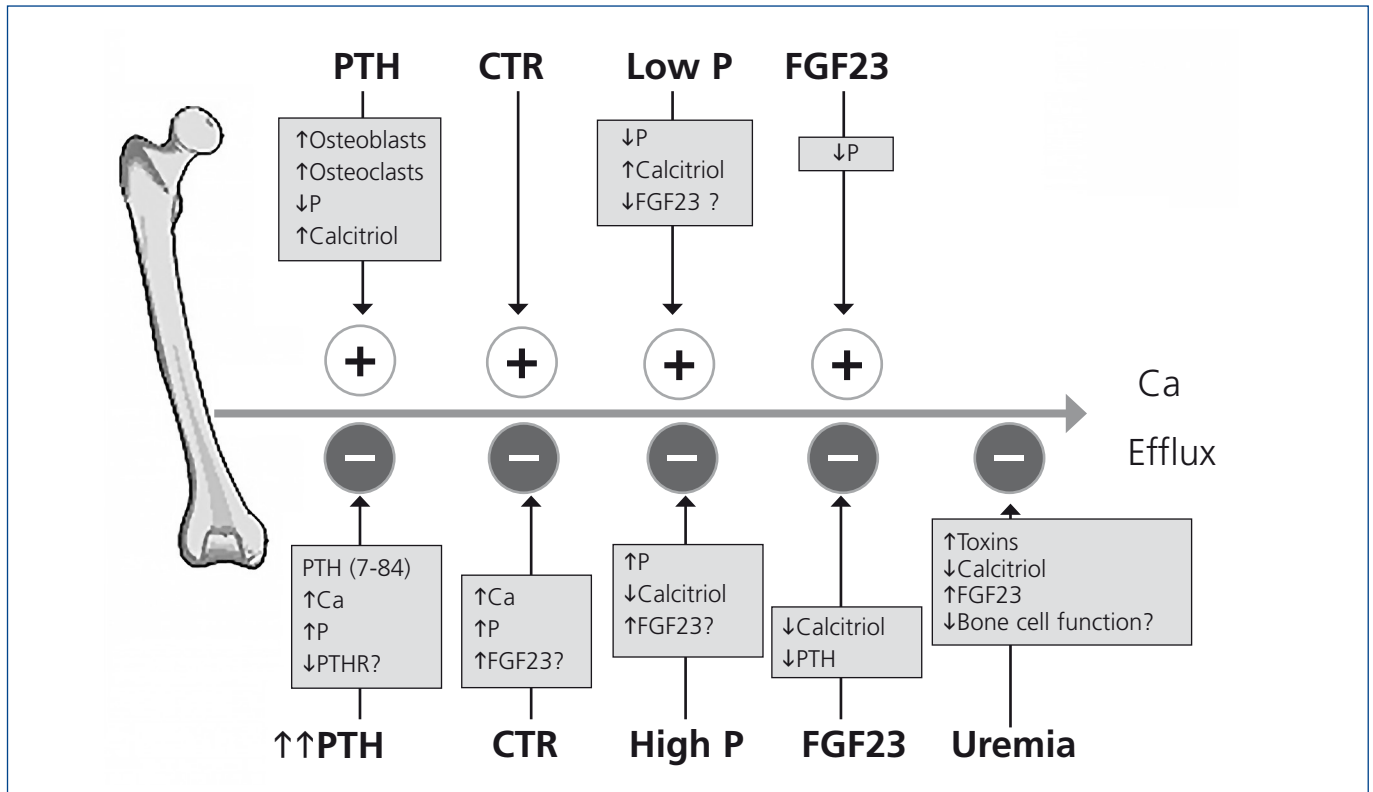 PTH CTR Low P FGF23
↑Osteoblasts
↑Osteoclasts
↓P
↑Calcitriol
↓P
↑Calcitriol
↓FGF23 ?
↓P
+ + + +
Ca
Efflux
− − − − −
PTH (7-84)
↑Ca
↑P
↓PTHR?
↑Ca
↑P
↑FGF23?
↑P
↓Calcitriol
↑FGF23?
↓Calcitriol
↓PTH
↑Toxins
↓Calcitriol
↑FGF23
↓Bone cell function?
↑↑PTH CTR High P FGF23 Uremia